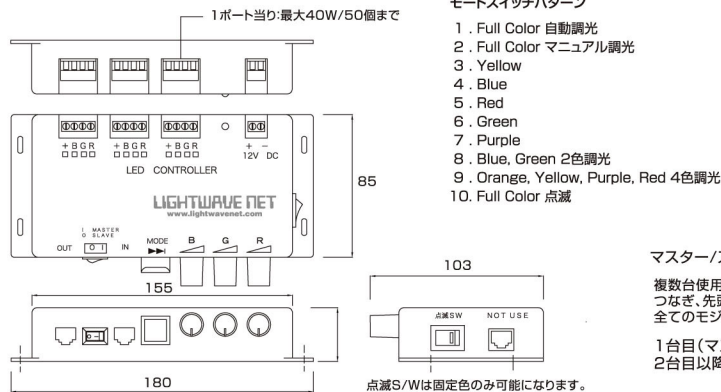 1ポート当り:最大40W/50個まで
モードスイッチパターン
1 . Full Color 自動調光
2 . Full Color マニュアル調光
3 . Yellow
4 . Blue
5 . Red
6 . Green
7 . Purple
8 . Blue, Green 2色調光
9 . Orange, Yellow, Purple, Red 4色調光
10. Full Color 点滅
+ B G R
+ B G R
+ B G R
+ −
12V DC
LED CONTROLLER
LIGHTWAVE NET
www.lightwavenet.com
I MASTER
O SLAVE
OUT
O I
IN
MODE
B
G
R
85
155
180
103
点滅SW
NOT USE
点滅S/Wは固定色のみ可能になります。
マスター/ス
複数台使用
つなぎ、先頭
全てのモジ
1台目(マ
2台目以降